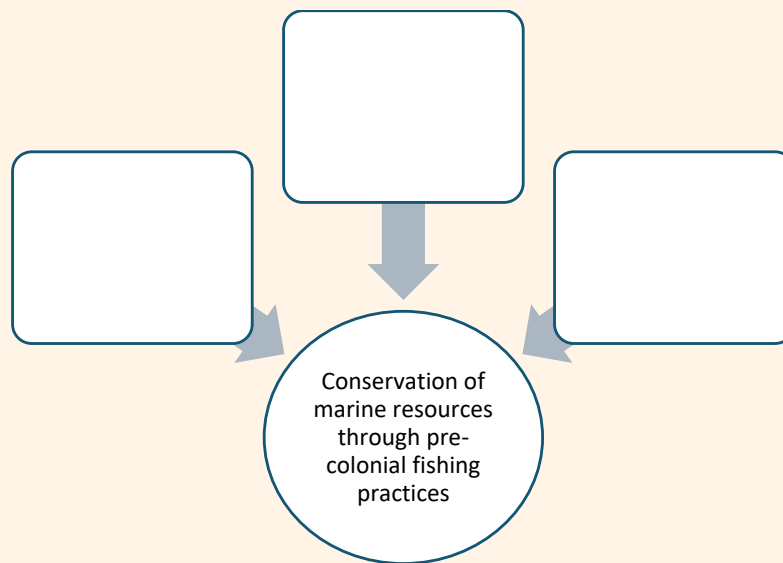 Conservation of
marine resources
through pre-
colonial fishing
practices